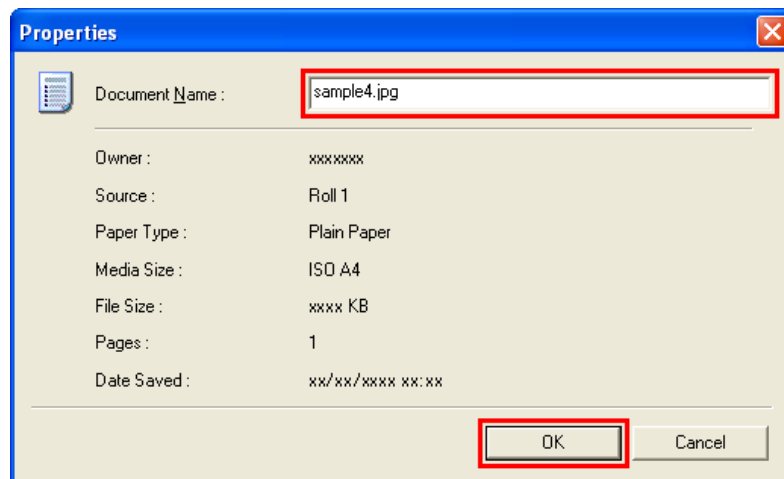 Properties
Document Name : sample4.jpg
Owner : xxxxxxx
Source : Roll 1
Paper Type : Plain Paper
Media Size : ISO A4
File Size : xxxx KB
Pages : 1
Date Saved : xx/xx/xxxx xx:xx
OK Cancel